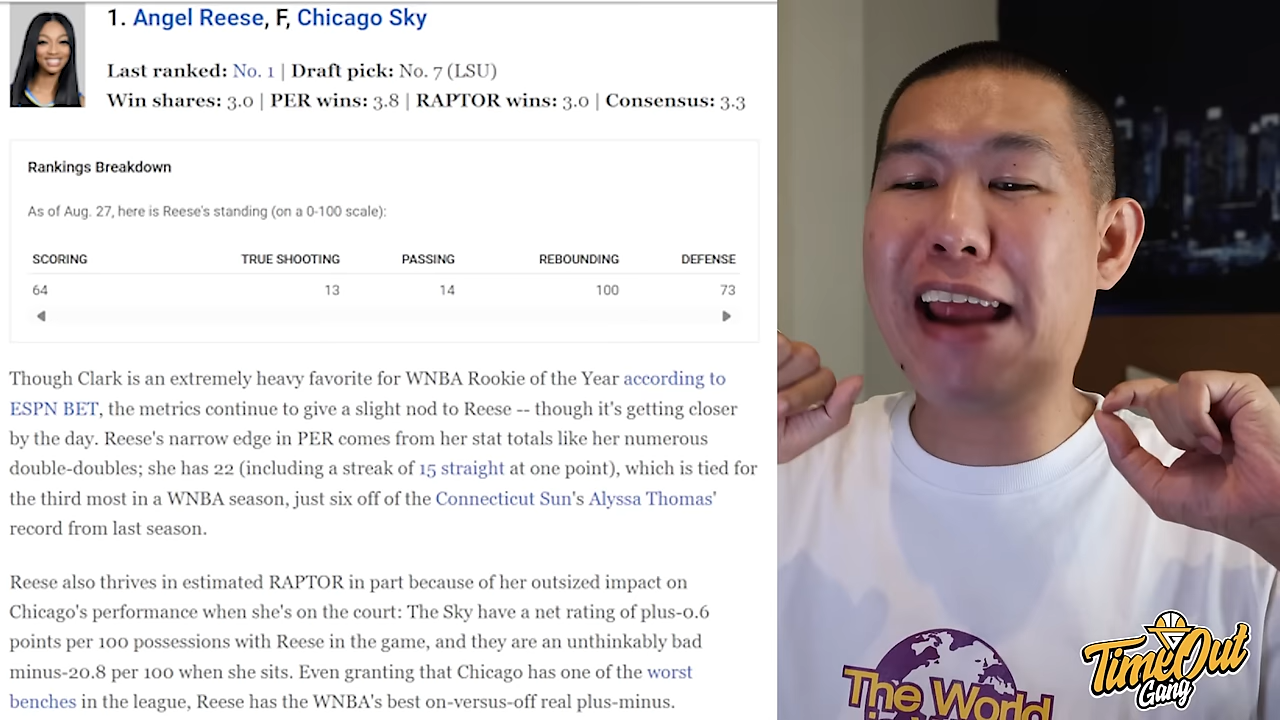 1. Angel Reese, F, Chicago Sky
Last ranked: No. 1 | Draft pick: No. 7 (LSU)
Win shares: 3.0 | PER wins: 3.8 | RAPTOR wins: 3.0 | Consensus: 3.3
Rankings Breakdown
As of Aug. 27, here is Reese's standing (on a 0-100 scale):
SCORING TRUE SHOOTING PASSING REBOUNDING DEFENSE
64 13 14 100 73
Though Clark is an extremely heavy favorite for WNBA Rookie of the Year according to
ESPN BET, the metrics continue to give a slight nod to Reese -- though it's getting closer
by the day. Reese's narrow edge in PER comes from her stat totals like her numerous
double-doubles; she has 22 (including a streak of 15 straight at one point), which is tied for
the third most in a WNBA season, just six off of the Connecticut Sun's Alyssa Thomas'
record from last season.
Reese also thrives in estimated RAPTOR in part because of her outsized impact on
Chicago's performance when she's on the court: The Sky have a net rating of plus-0.6
points per 100 possessions with Reese in the game, and they are an unthinkably bad
minus-20.8 per 100 when she sits. Even granting that Chicago has one of the worst
benches in the league, Reese has the WNBA's best on-versus-off real plus-minus.
The World
TimeOut
Gang